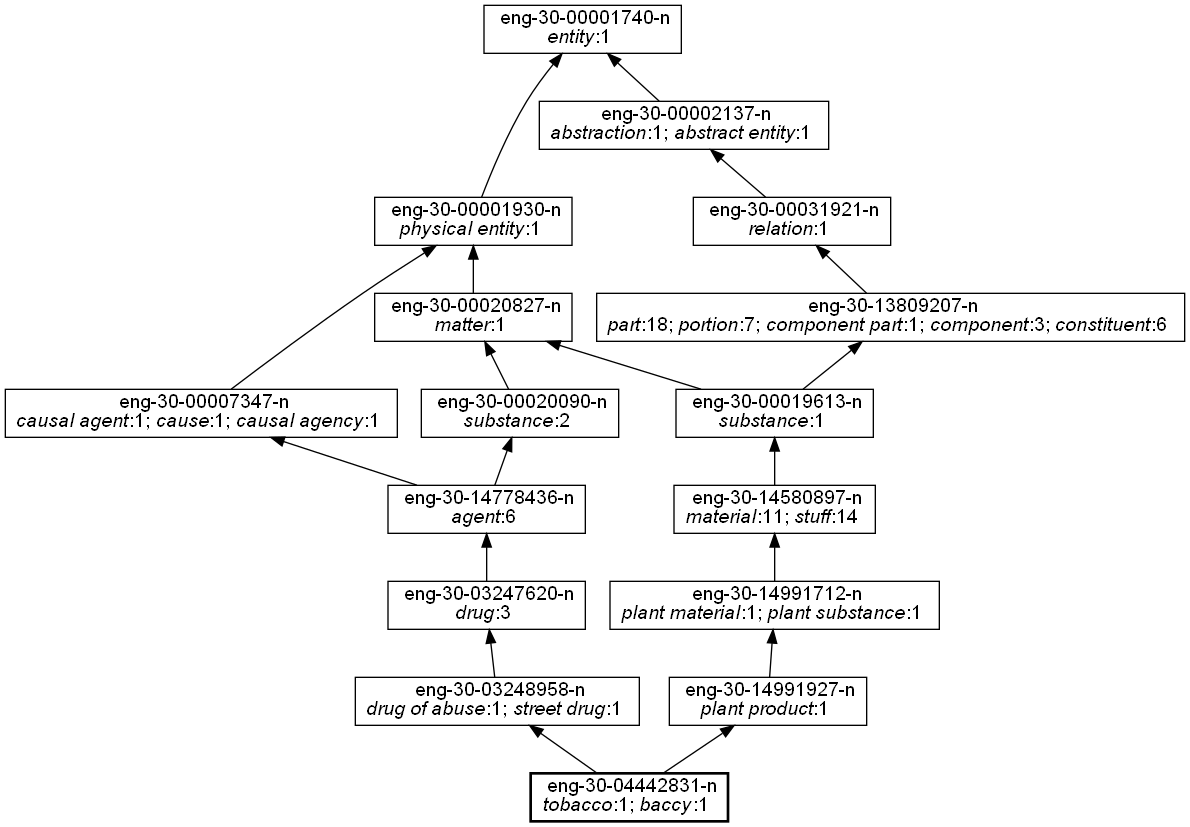 eng-30-00001740-n
entity:1
eng-30-00002137-n
abstraction:1; abstract entity:1
eng-30-00001930-n
physical entity:1
eng-30-00031921-n
relation:1
eng-30-00020827-n
matter:1
eng-30-13809207-n
part:18; portion:7; component part:1; component:3; constituent:6
eng-30-00007347-n
causal agent:1; cause:1; causal agency:1
eng-30-00020090-n
substance:2
eng-30-00019613-n
substance:1
eng-30-14778436-n
agent:6
eng-30-14580897-n
material:11; stuff:14
eng-30-03247620-n
drug:3
eng-30-14991712-n
plant material:1; plant substance:1
eng-30-03248958-n
drug of abuse:1; street drug:1
eng-30-14991927-n
plant product:1
eng-30-04442831-n
tobacco:1; baccy:1